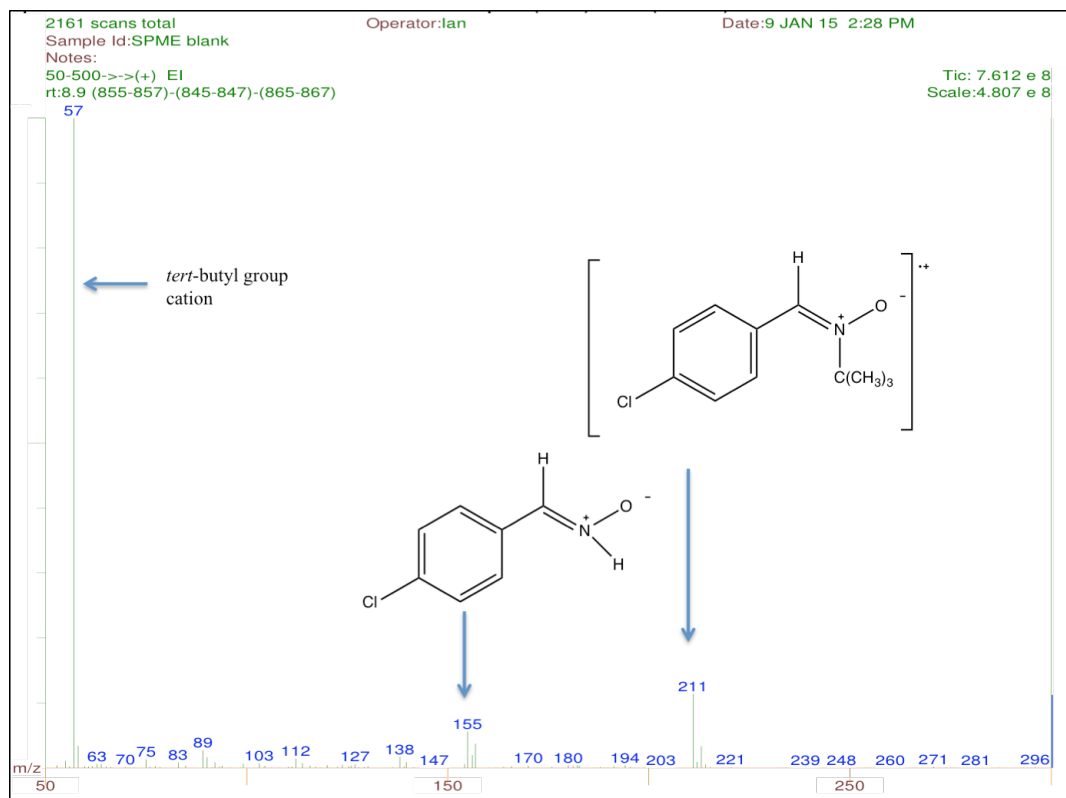 2161 scans total Operator:Ian Date:9 JAN 15 2:28 PM
Sample Id:SPME blank
Notes:
50-500->->(+) EI Tic: 7.612 e 8
rt:8.9 (855-857)-(845-847)-(865-867) Scale:4.807 e 8
57
tert-butyl group
cation
H
••+
O -
+
N
C(CH3)3
Cl
H
O -
+
N
H
Cl
211
155
63 70 75 83 89 103 112 127 138 147 170 180 194 203 221 239 248 260 271 281 296
m/z
50 150 250